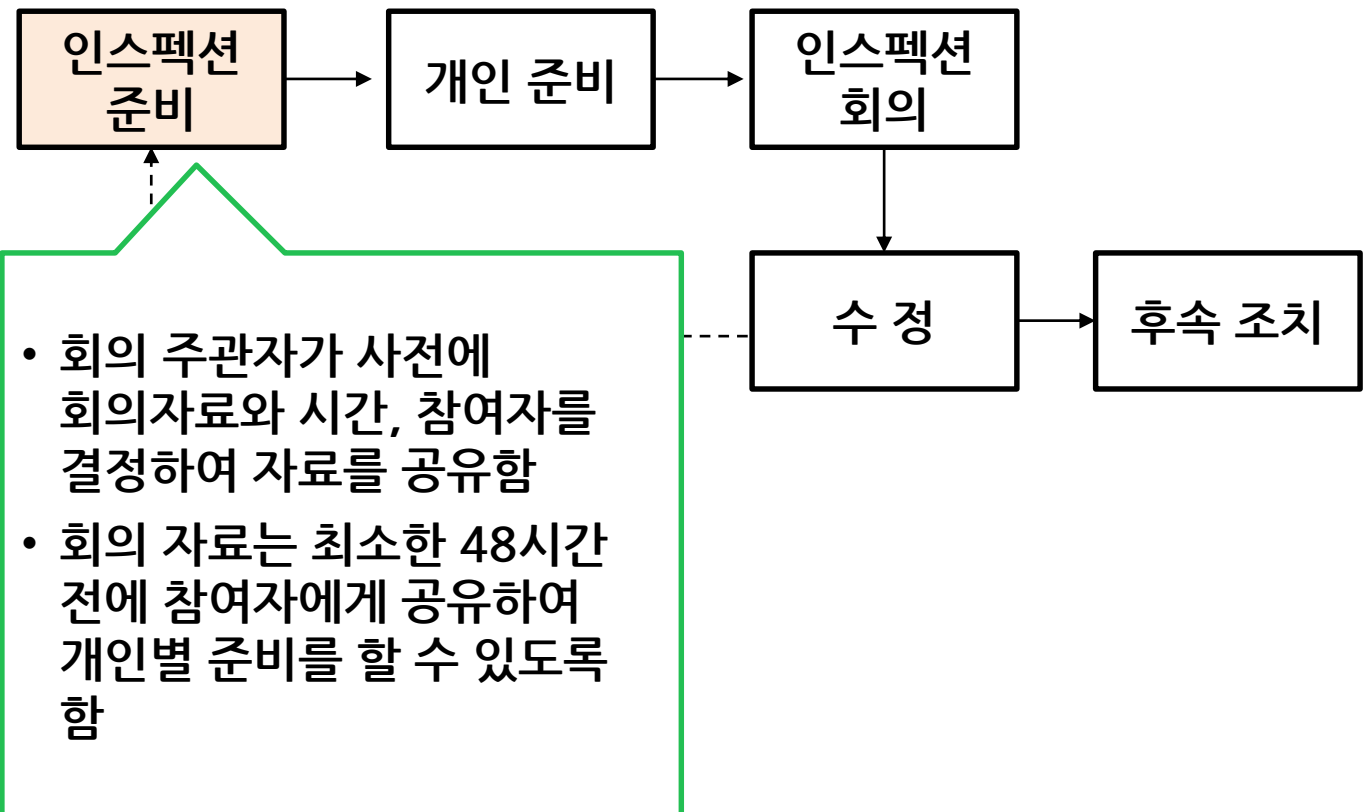 인스펙션
준비
개인 준비
인스펙션
회의
수 정
후속 조치
• 회의 주관자가 사전에
회의자료와 시간, 참여자를
결정하여 자료를 공유함
• 회의 자료는 최소한 48시간
전에 참여자에게 공유하여
개인별 준비를 할 수 있도록
함